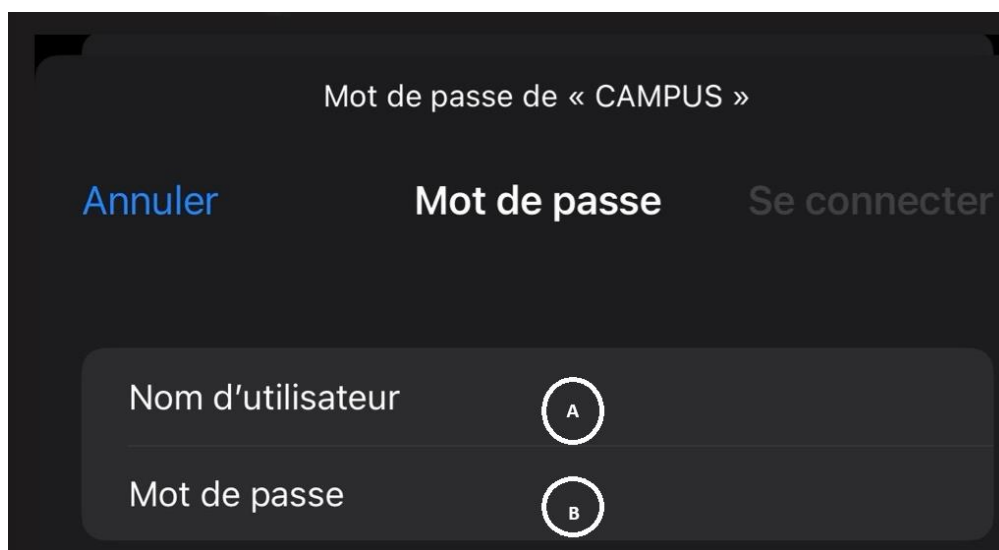 Mot de passe de « CAMPUS »
Annuler Mot de passe Se connecter
Nom d’utilisateur A
Mot de passe B